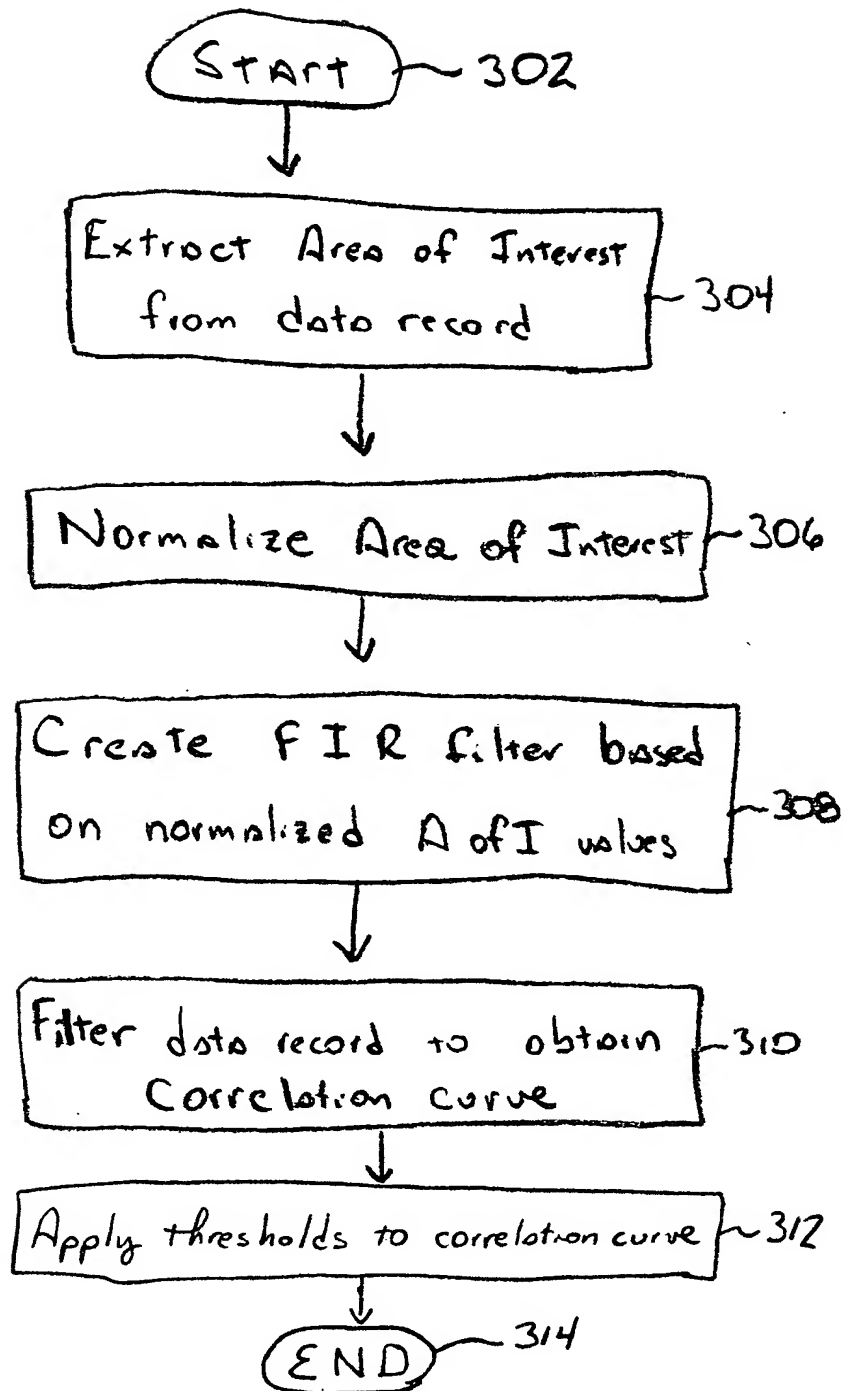 Start 302
Extract Area of Interest
from data record 304
Normalize Area of Interest 306
Create FIR filter based
on normalized A of I values 308
Filter data record to obtain 310
Correlation curve
Apply thresholds to correlation curve 312
END 314